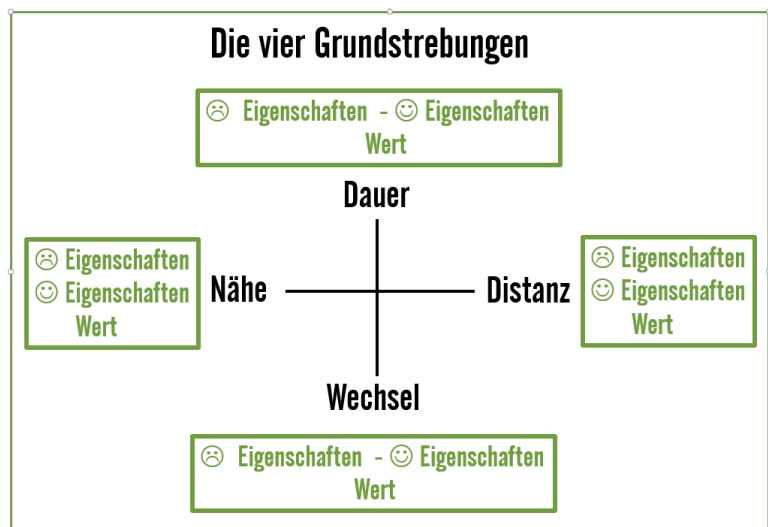 Die vier Grundstrebungen
☹ Eigenschaften - ☺ Eigenschaften
Wert
Dauer
☹ Eigenschaften
☺ Eigenschaften
Wert
Nähe
Distanz
☹ Eigenschaften
☺ Eigenschaften
Wert
Wechsel
☹ Eigenschaften - ☺ Eigenschaften
Wert